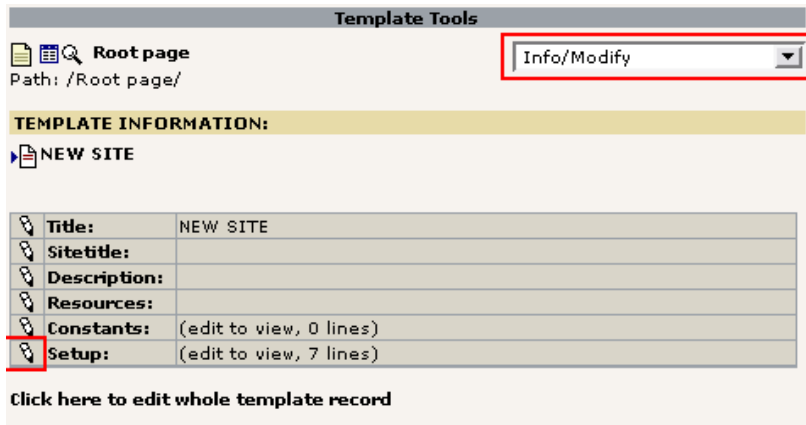 Template Tools
Root page
Info/Modify
Path: /Root page/
TEMPLATE INFORMATION:
NEW SITE
Title: NEW SITE
Sitetitle:
Description:
Resources:
Constants: (edit to view, 0 lines)
Setup: (edit to view, 7 lines)
Click here to edit whole template record